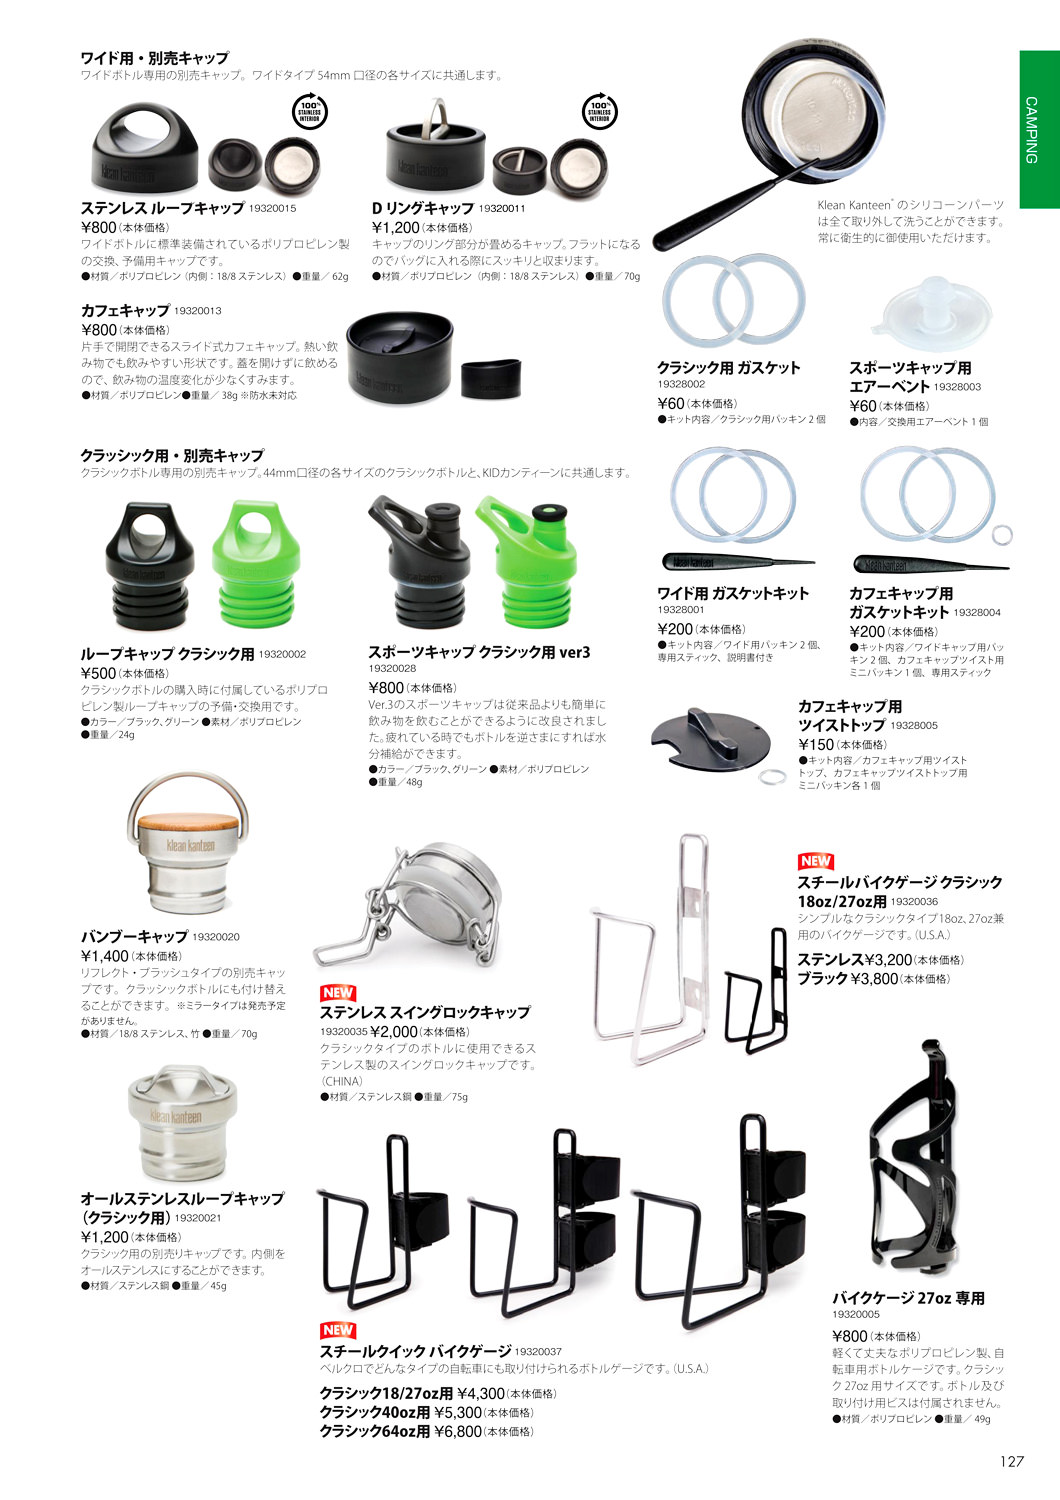 ワイド用・別売キャップ
ワイドボトル専用の別売キャップ。ワイドタイプ 54mm 口径の各サイズに共通します。
100%
STAINLESS
INTERIOR
100%
STAINLESS
INTERIOR
ステンレス ループキャップ 19320015
¥800(本体価格)
ワイドボトルに標準装備されているポリプロピレン製
の交換、予備用キャップです。
●材質／ポリプロピレン（内側：18/8 ステンレス）●重量／ 62g
D リングキャップ 19320011
¥1,200(本体価格)
キャップのリング部分が畳めるキャップ。フラットになる
のでバッグに入れる際にスッキリと収まります。
●材質／ポリプロピレン（内側：18/8 ステンレス）●重量／ 70g
カフェキャップ 19320013
¥800(本体価格)
片手で開閉できるスライド式カフェキャップ。熱い飲
み物でも飲みやすい形状です。蓋を開けずに飲める
ので、飲み物の温度変化が少なくすみます。
●材質／ポリプロピレン●重量／ 38g ※防水未対応
クラッシック用・別売キャップ
クラシックボトル専用の別売キャップ。44mm口径の各サイズのクラシックボトルと、KIDカンティーンに共通します。
ループキャップ クラシック用 19320002
¥500(本体価格)
クラシックボトルの購入時に付属しているポリプロ
ピレン製ループキャップの予備・交換用です。
●カラー／ブラック、グリーン ●素材／ポリプロピレン
●重量／24g
スポーツキャップ クラシック用 ver3
19320028
¥800(本体価格)
Ver.3のスポーツキャップは従来品よりも簡単に
飲み物を飲むことができるように改良されまし
た。疲れている時でもボトルを逆さまにすれば水
分補給ができます。
●カラー／ブラック、グリーン ●素材／ポリプロピレン
●重量／48g
klean kanteen
バンブーキャップ 19320020
¥1,400(本体価格)
リフレクト・ブラッシュタイプの別売キャッ
プです。クラッシックボトルにも付け替え
ることができます。※ミラータイプは発売予定
がありません。
●材質／18/8 ステンレス、竹 ●重量／70g
klean kanteen
オールステンレスループキャップ
（クラシック用）19320021
¥1,200(本体価格)
クラシック用の別売りキャップです。内側を
オールステンレスにすることができます。
●材質／ステンレス鋼 ●重量／45g
NEW
ステンレス スイングロックキャップ
19320035 ¥2,000(本体価格)
クラシックタイプのボトルに使用できるス
テンレス製のスイングロックキャップです。
（CHINA）
●材質／ステンレス鋼 ●重量／75g
NEW
スチールクイック バイクゲージ 19320037
ベルクロでどんなタイプの自転車にも取り付けられるボトルゲージです。（U.S.A.）
クラシック18/27oz用 ¥4,300(本体価格)
クラシック40oz用 ¥5,300(本体価格)
クラシック64oz用 ¥6,800(本体価格)
CAMPING
Klean Kanteen® のシリコーンパーツ
は全て取り外して洗うことができます。
常に衛生的に御使用いただけます。
クラシック用 ガスケット
19328002
¥60(本体価格)
●キット内容／クラシック用パッキン 2 個
スポーツキャップ用
エアーベント 19328003
¥60(本体価格)
●内容／交換用エアーベント 1 個
klean kanteen
ワイド用 ガスケットキット
19328001
¥200(本体価格)
●キット内容／ワイド用パッキン 2 個、
専用スティック、説明書付き
klean kanteen
カフェキャップ用
ガスケットキット 19328004
¥200(本体価格)
●キット内容／ワイドキャップ用パッ
キン 2 個、カフェキャップツイスト用
ミニパッキン 1 個、専用スティック
カフェキャップ用
ツイストトップ 19328005
¥150(本体価格)
●キット内容／カフェキャップ用ツイスト
トップ、カフェキャップツイストトップ用
ミニパッキン各 1 個
NEW
スチールバイクゲージ クラシック
18oz/27oz用 19320036
シンプルなクラシックタイプ18oz、27oz兼
用のバイクゲージです。（U.S.A.）
ステンレス¥3,200(本体価格)
ブラック ¥3,800(本体価格)
バイクケージ 27oz 専用
19320005
¥800(本体価格)
軽くて丈夫なポリプロピレン製、自
転車用ボトルケージです。クラシッ
ク 27oz 用サイズです。ボトル及び
取り付け用ビスは付属されません。
●材質／ポリプロピレン ●重量／ 49g
127